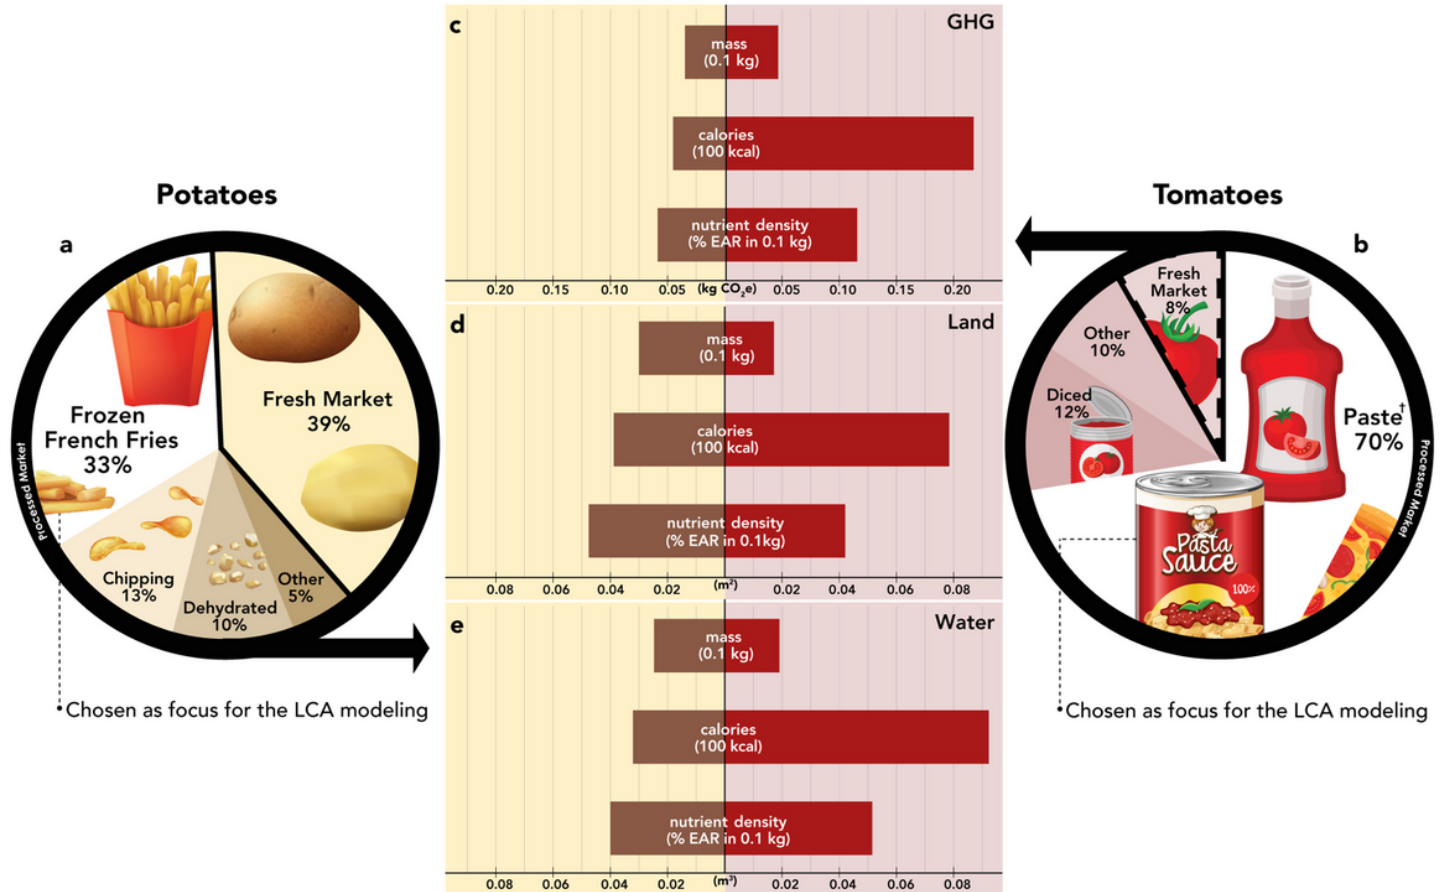 Potatoes
a
Frozen
French Fries
33%
Fresh Market
39%
Chipping
13%
Dehydrated
10%
Other
5%
Processed Market
Chosen as focus for the LCA modeling
c
GHG
mass
(0.1 kg)
calories
(100 kcal)
nutrient density
(% EAR in 0.1 kg)
0.20 0.15 0.10 0.05 (kg CO₂e) 0.05 0.10 0.15 0.20
d
Land
mass
(0.1 kg)
calories
(100 kcal)
nutrient density
(% EAR in 0.1kg)
0.08 0.06 0.04 0.02 (m²) 0.02 0.04 0.06 0.08
e
Water
mass
(0.1 kg)
calories
(100 kcal)
nutrient density
(% EAR in 0.1 kg)
0.08 0.06 0.04 0.02 (m³) 0.02 0.04 0.06 0.08
Tomatoes
b
Fresh
Market
8%
Other
10%
Diced
12%
Paste†
70%
Pasta
Sauce
100%
Processed Market
Chosen as focus for the LCA modeling